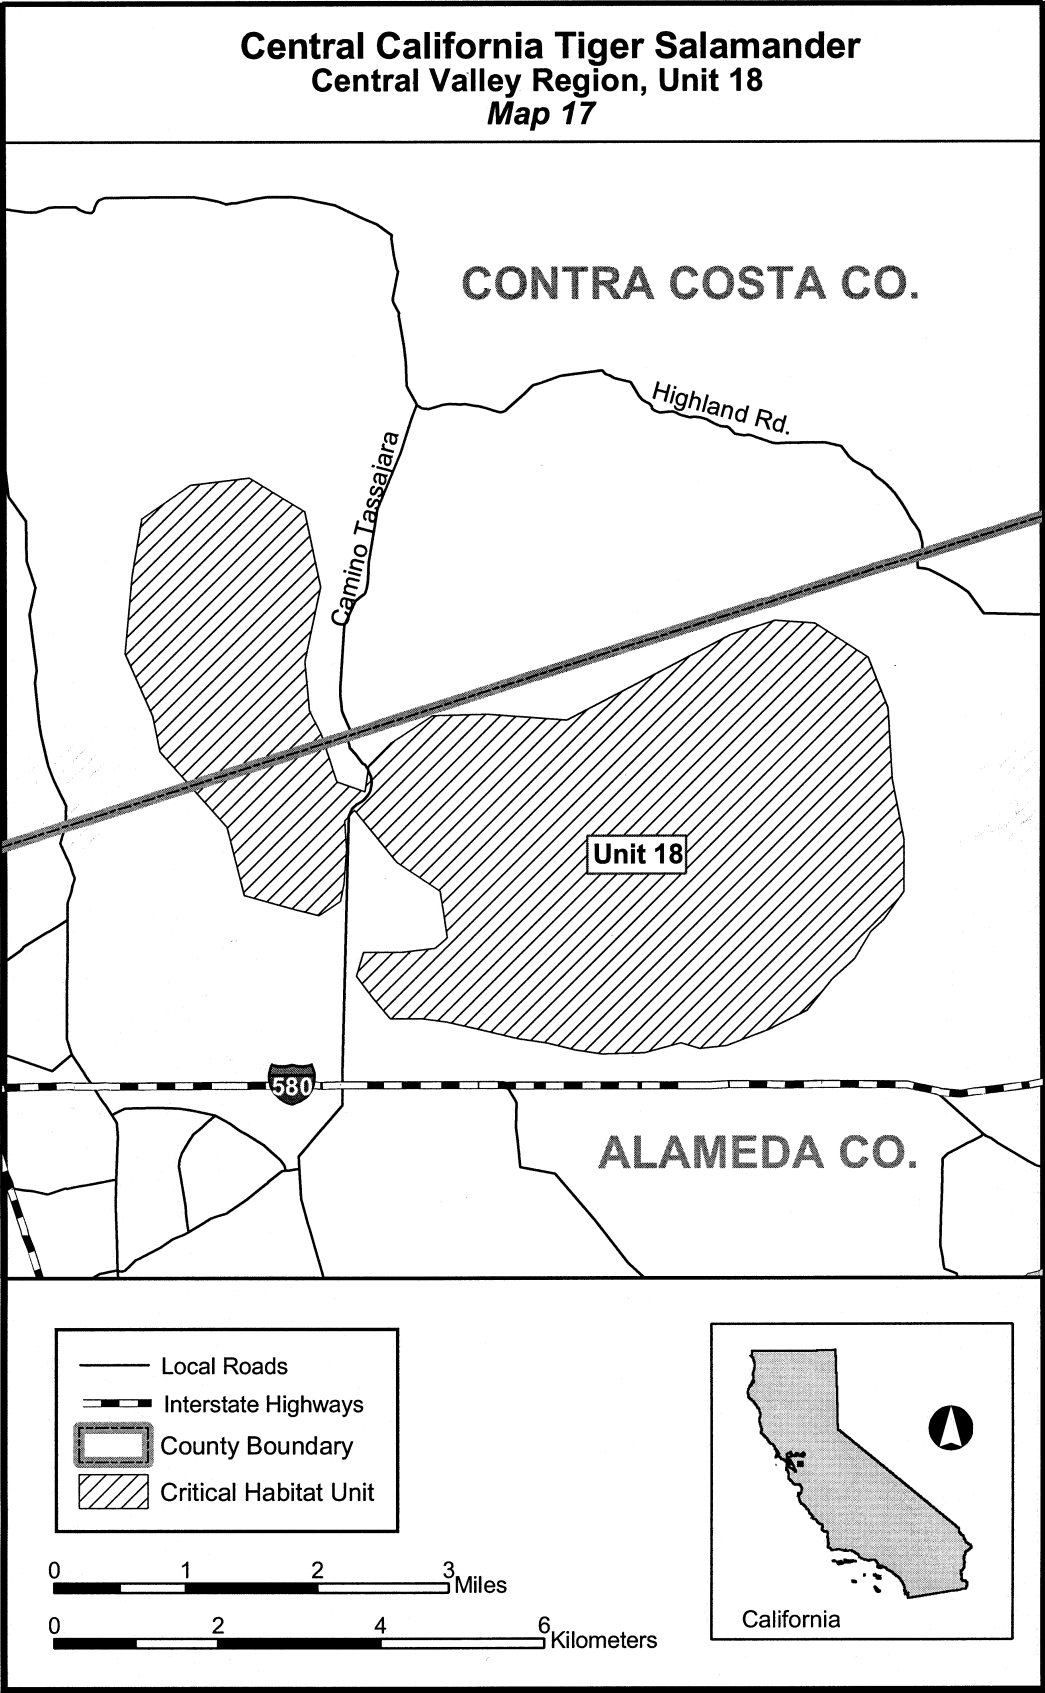 Central California Tiger Salamander
Central Valley Region, Unit 18
Map 17
CONTRA COSTA CO.
Highland Rd.
Camino Tassajara
Unit 18
580
ALAMEDA CO.
Local Roads
Interstate Highways
County Boundary
Critical Habitat Unit
0 1 2 3 Miles
0 2 4 6 Kilometers
California